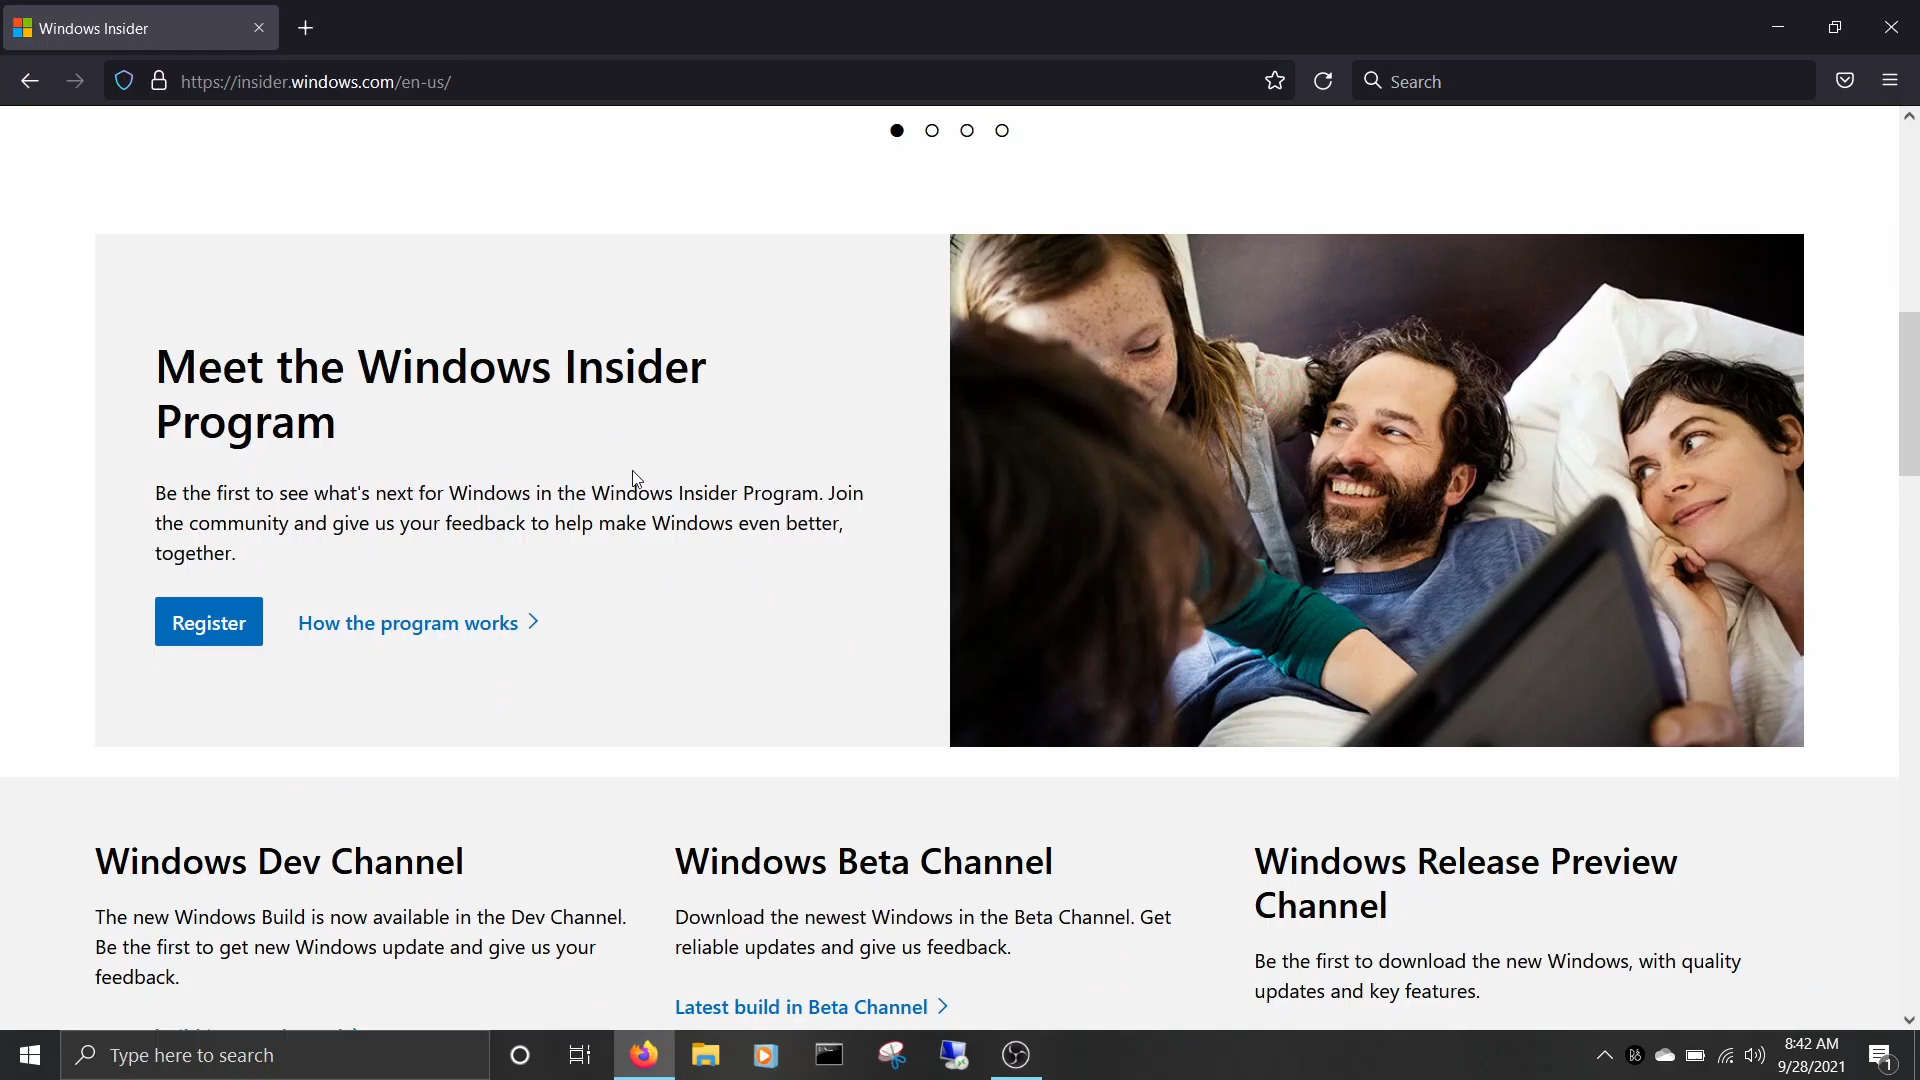 Windows Insider
https://insider.windows.com/en-us/
Search
Meet the Windows Insider
Program
Be the first to see what's next for Windows in the Windows Insider Program. Join
the community and give us your feedback to help make Windows even better,
together.
Register
How the program works
Windows Dev Channel
The new Windows Build is now available in the Dev Channel.
Be the first to get new Windows update and give us your
feedback.
Windows Beta Channel
Download the newest Windows in the Beta Channel. Get
reliable updates and give us feedback.
Latest build in Beta Channel
Windows Release Preview
Channel
Be the first to download the new Windows, with quality
updates and key features.
Type here to search
8:42 AM
9/28/2021
1